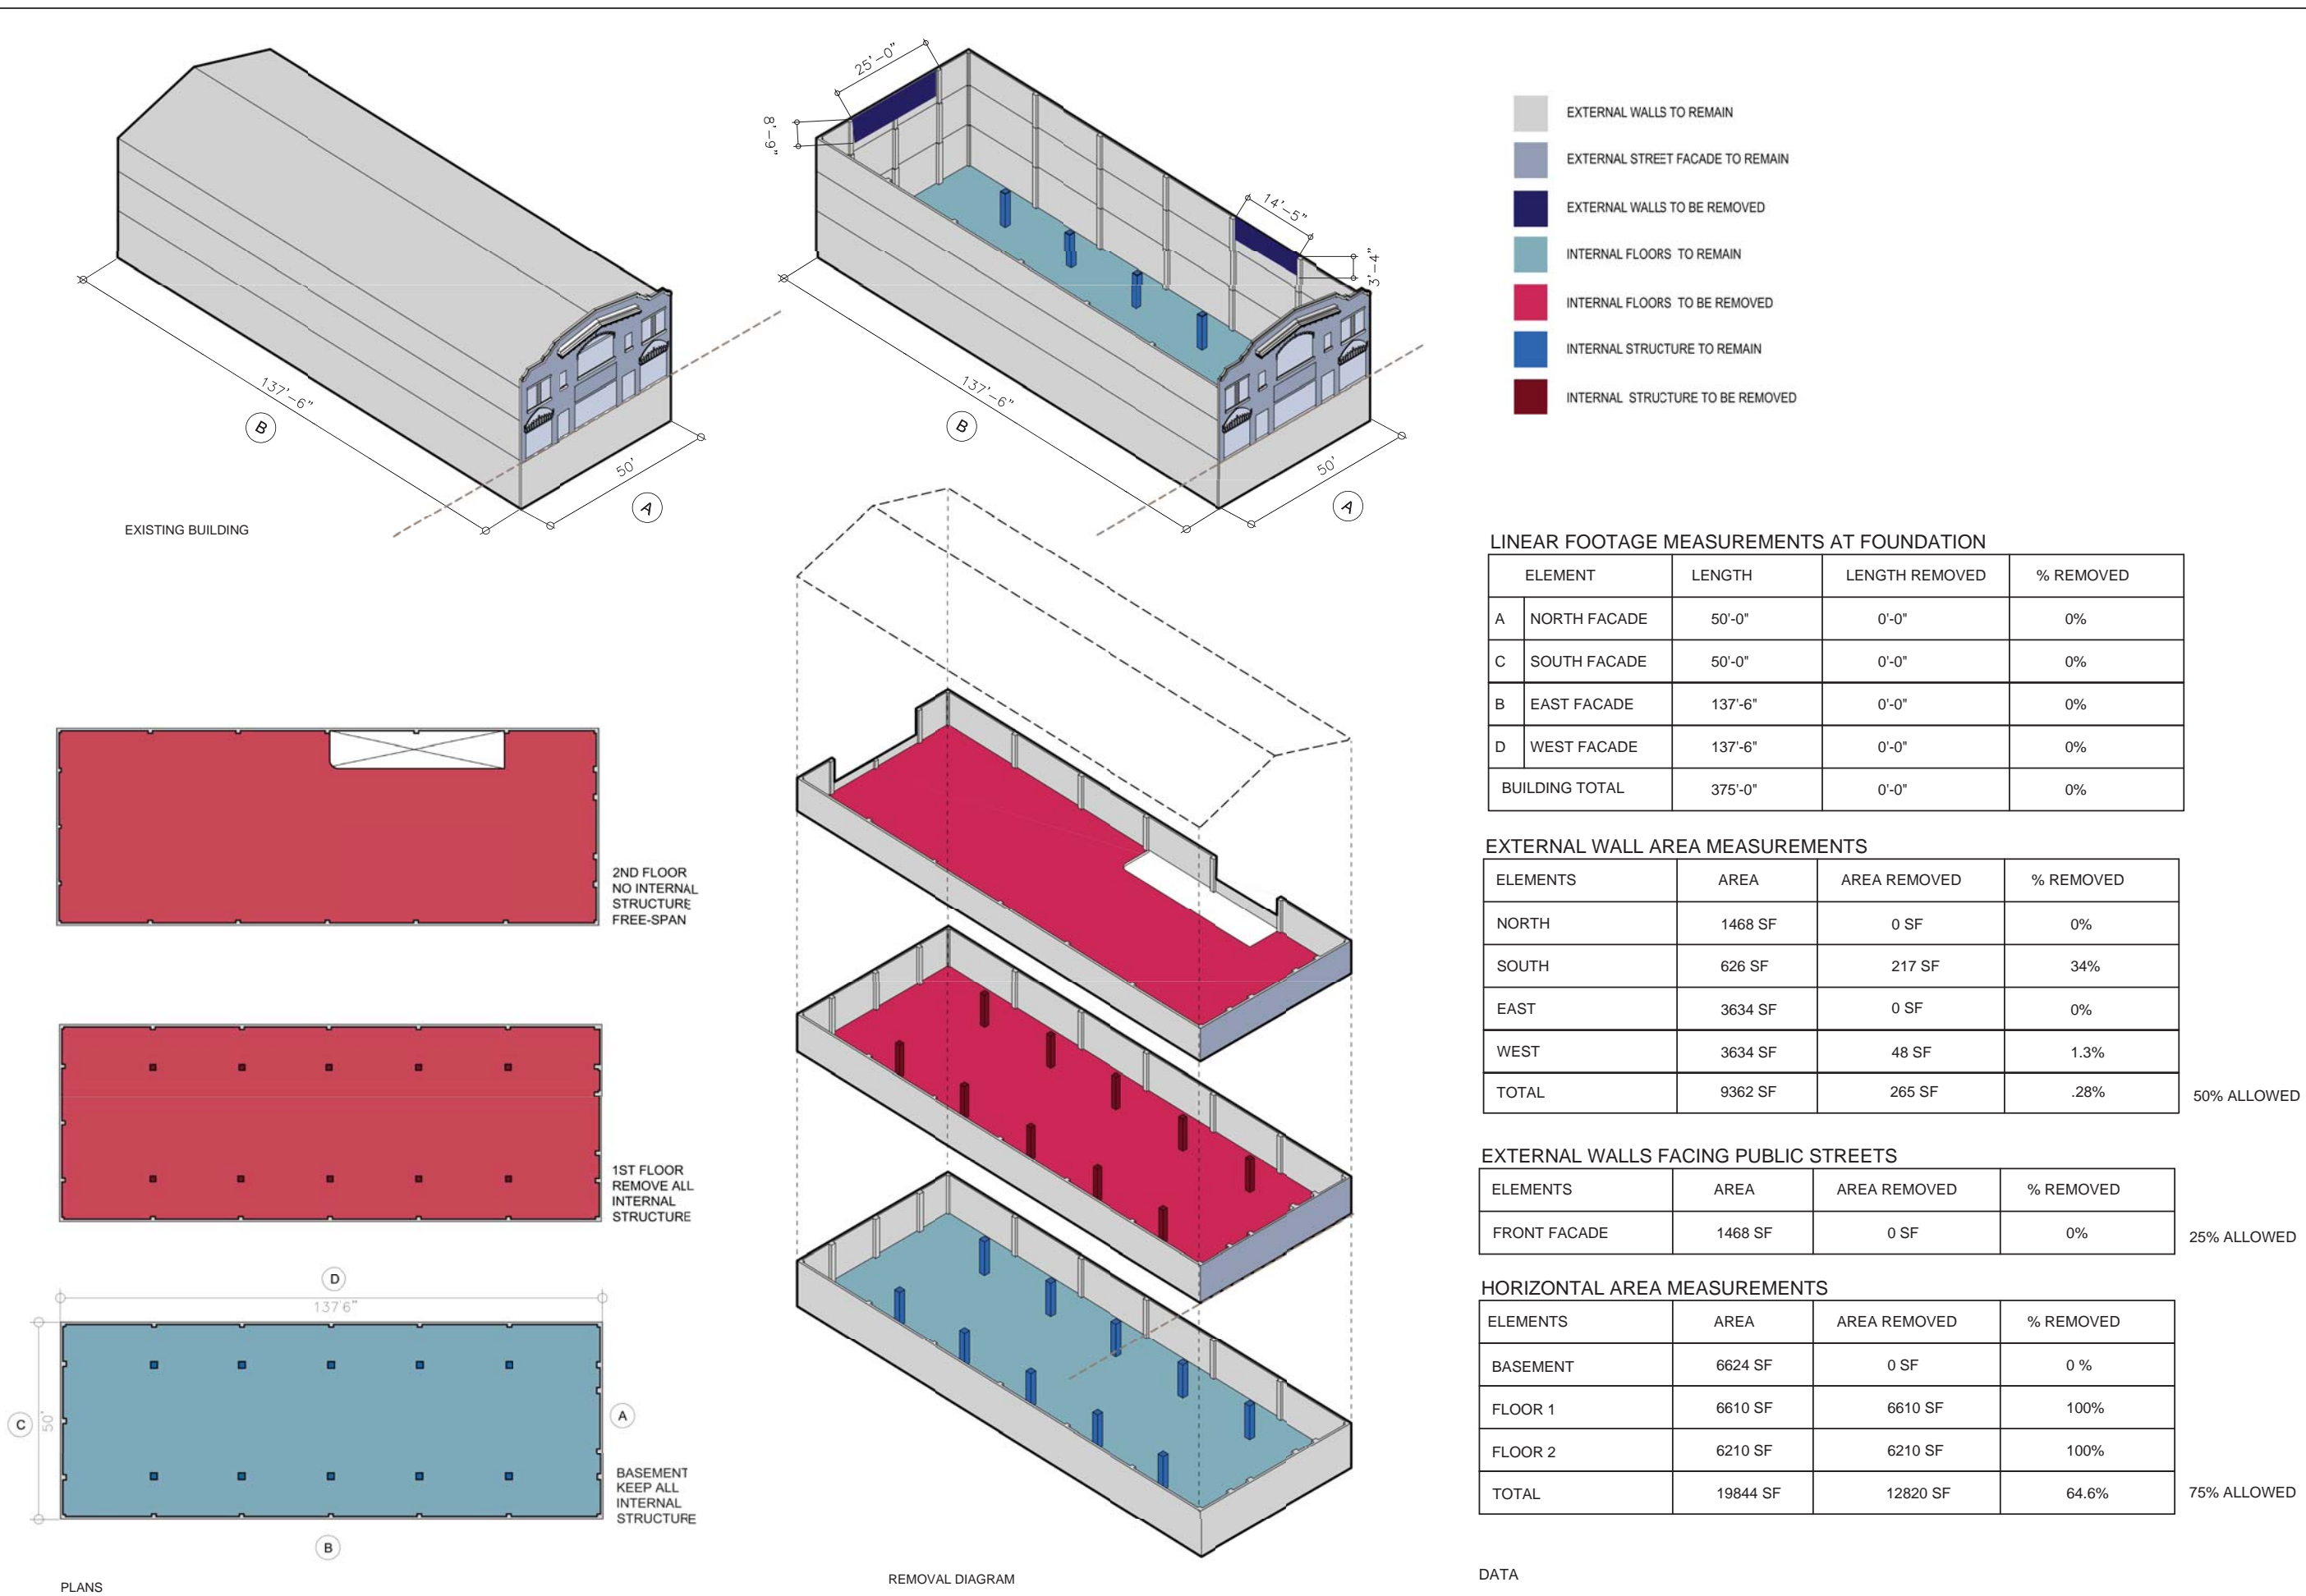 25'-0"
8'-6"
14'-5"
3'-4"
137'-6"
B
50'
A
EXISTING BUILDING
137'-6"
B
50'
A
EXTERNAL WALLS TO REMAIN
EXTERNAL STREET FACADE TO REMAIN
EXTERNAL WALLS TO BE REMOVED
INTERNAL FLOORS TO REMAIN
INTERNAL FLOORS TO BE REMOVED
INTERNAL STRUCTURE TO REMAIN
INTERNAL STRUCTURE TO BE REMOVED
2ND FLOOR
NO INTERNAL
STRUCTURE
FREE-SPAN
1ST FLOOR
REMOVE ALL
INTERNAL
STRUCTURE
D
137'6"
C
50'
A
BASEMENT
KEEP ALL
INTERNAL
STRUCTURE
B
PLANS
REMOVAL DIAGRAM
LINEAR FOOTAGE MEASUREMENTS AT FOUNDATION
ELEMENT LENGTH LENGTH REMOVED % REMOVED
A NORTH FACADE 50'-0" 0'-0" 0%
C SOUTH FACADE 50'-0" 0'-0" 0%
B EAST FACADE 137'-6" 0'-0" 0%
D WEST FACADE 137'-6" 0'-0" 0%
BUILDING TOTAL 375'-0" 0'-0" 0%
EXTERNAL WALL AREA MEASUREMENTS
ELEMENTS AREA AREA REMOVED % REMOVED
NORTH 1468 SF 0 SF 0%
SOUTH 626 SF 217 SF 34%
EAST 3634 SF 0 SF 0%
WEST 3634 SF 48 SF 1.3%
TOTAL 9362 SF 265 SF .28% 50% ALLOWED
EXTERNAL WALLS FACING PUBLIC STREETS
ELEMENTS AREA AREA REMOVED % REMOVED
FRONT FACADE 1468 SF 0 SF 0% 25% ALLOWED
HORIZONTAL AREA MEASUREMENTS
ELEMENTS AREA AREA REMOVED % REMOVED
BASEMENT 6624 SF 0 SF 0 %
FLOOR 1 6610 SF 6610 SF 100%
FLOOR 2 6210 SF 6210 SF 100%
TOTAL 19844 SF 12820 SF 64.6% 75% ALLOWED
DATA